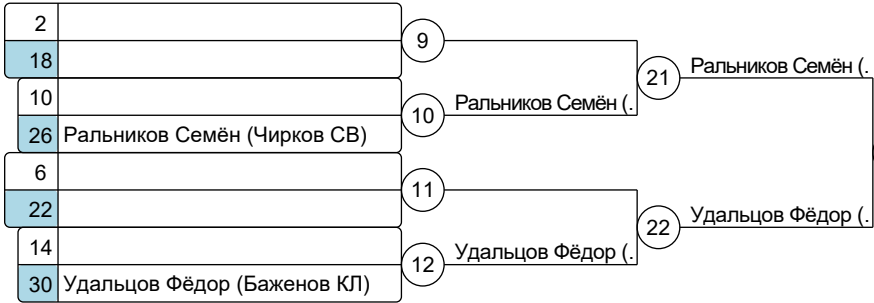 2
9
18
Ральников Семён (.
21
10
Ральников Семён (.
10
26 Ральников Семён (Чирков СВ)
6
11
22
Удальцов Фёдор (.
22
14
Удальцов Фёдор (.
12
30 Удальцов Фёдор (Баженов КЛ)